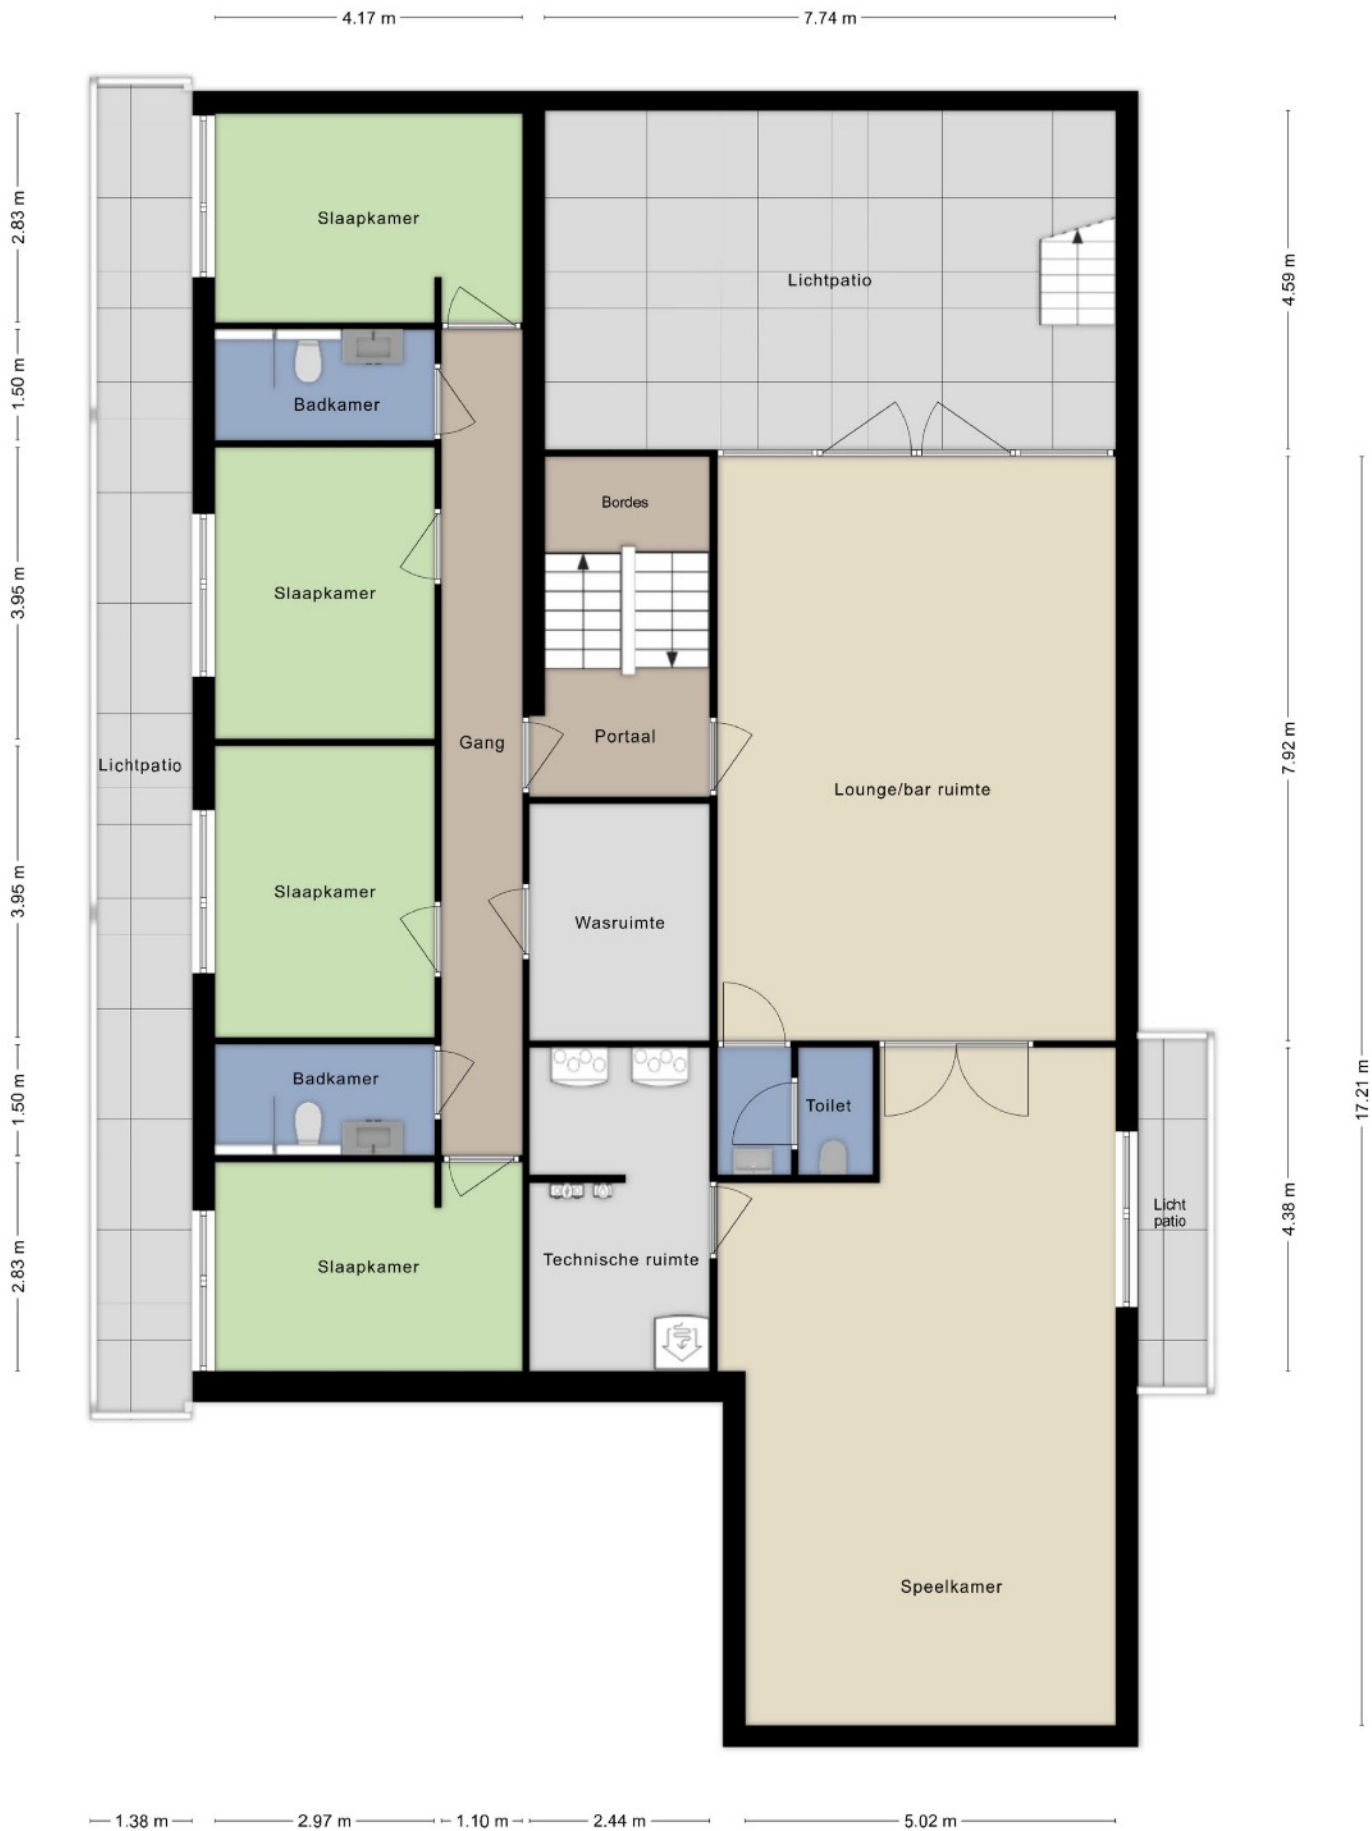 4.17 m
7.74 m
2.83 m
1.50 m
3.95 m
3.95 m
1.50 m
2.83 m
Slaapkamer
Lichtpatio
4.59 m
Badkamer
Bordes
Slaapkamer
Gang
Portaal
Lichtpatio
Lounge/bar ruimte
7.92 m
Slaapkamer
Wasruimte
Badkamer
Toilet
17.21 m
Licht
patio
4.38 m
Slaapkamer
Technische ruimte
Speelkamer
1.38 m
2.97 m
1.10 m
2.44 m
5.02 m